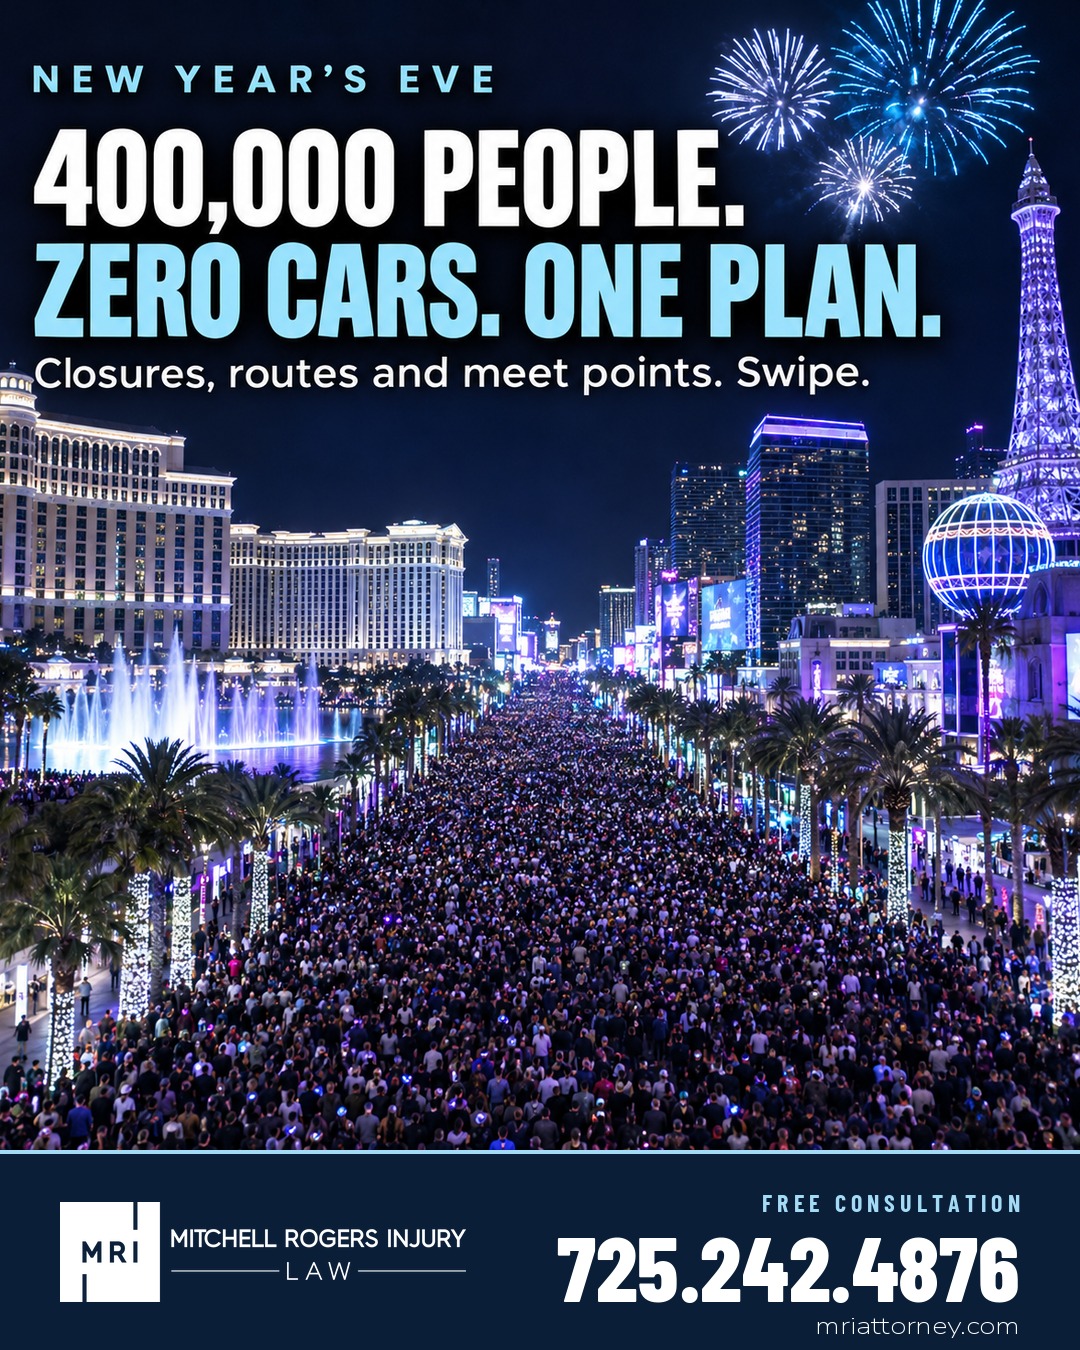 NEW YEAR’S EVE
400,000 PEOPLE.
ZERO CARS. ONE PLAN.
Closures, routes and meet points. Swipe.
MRI
MITCHELL ROGERS INJURY
LAW
FREE CONSULTATION
725.242.4876
mriattorney.com